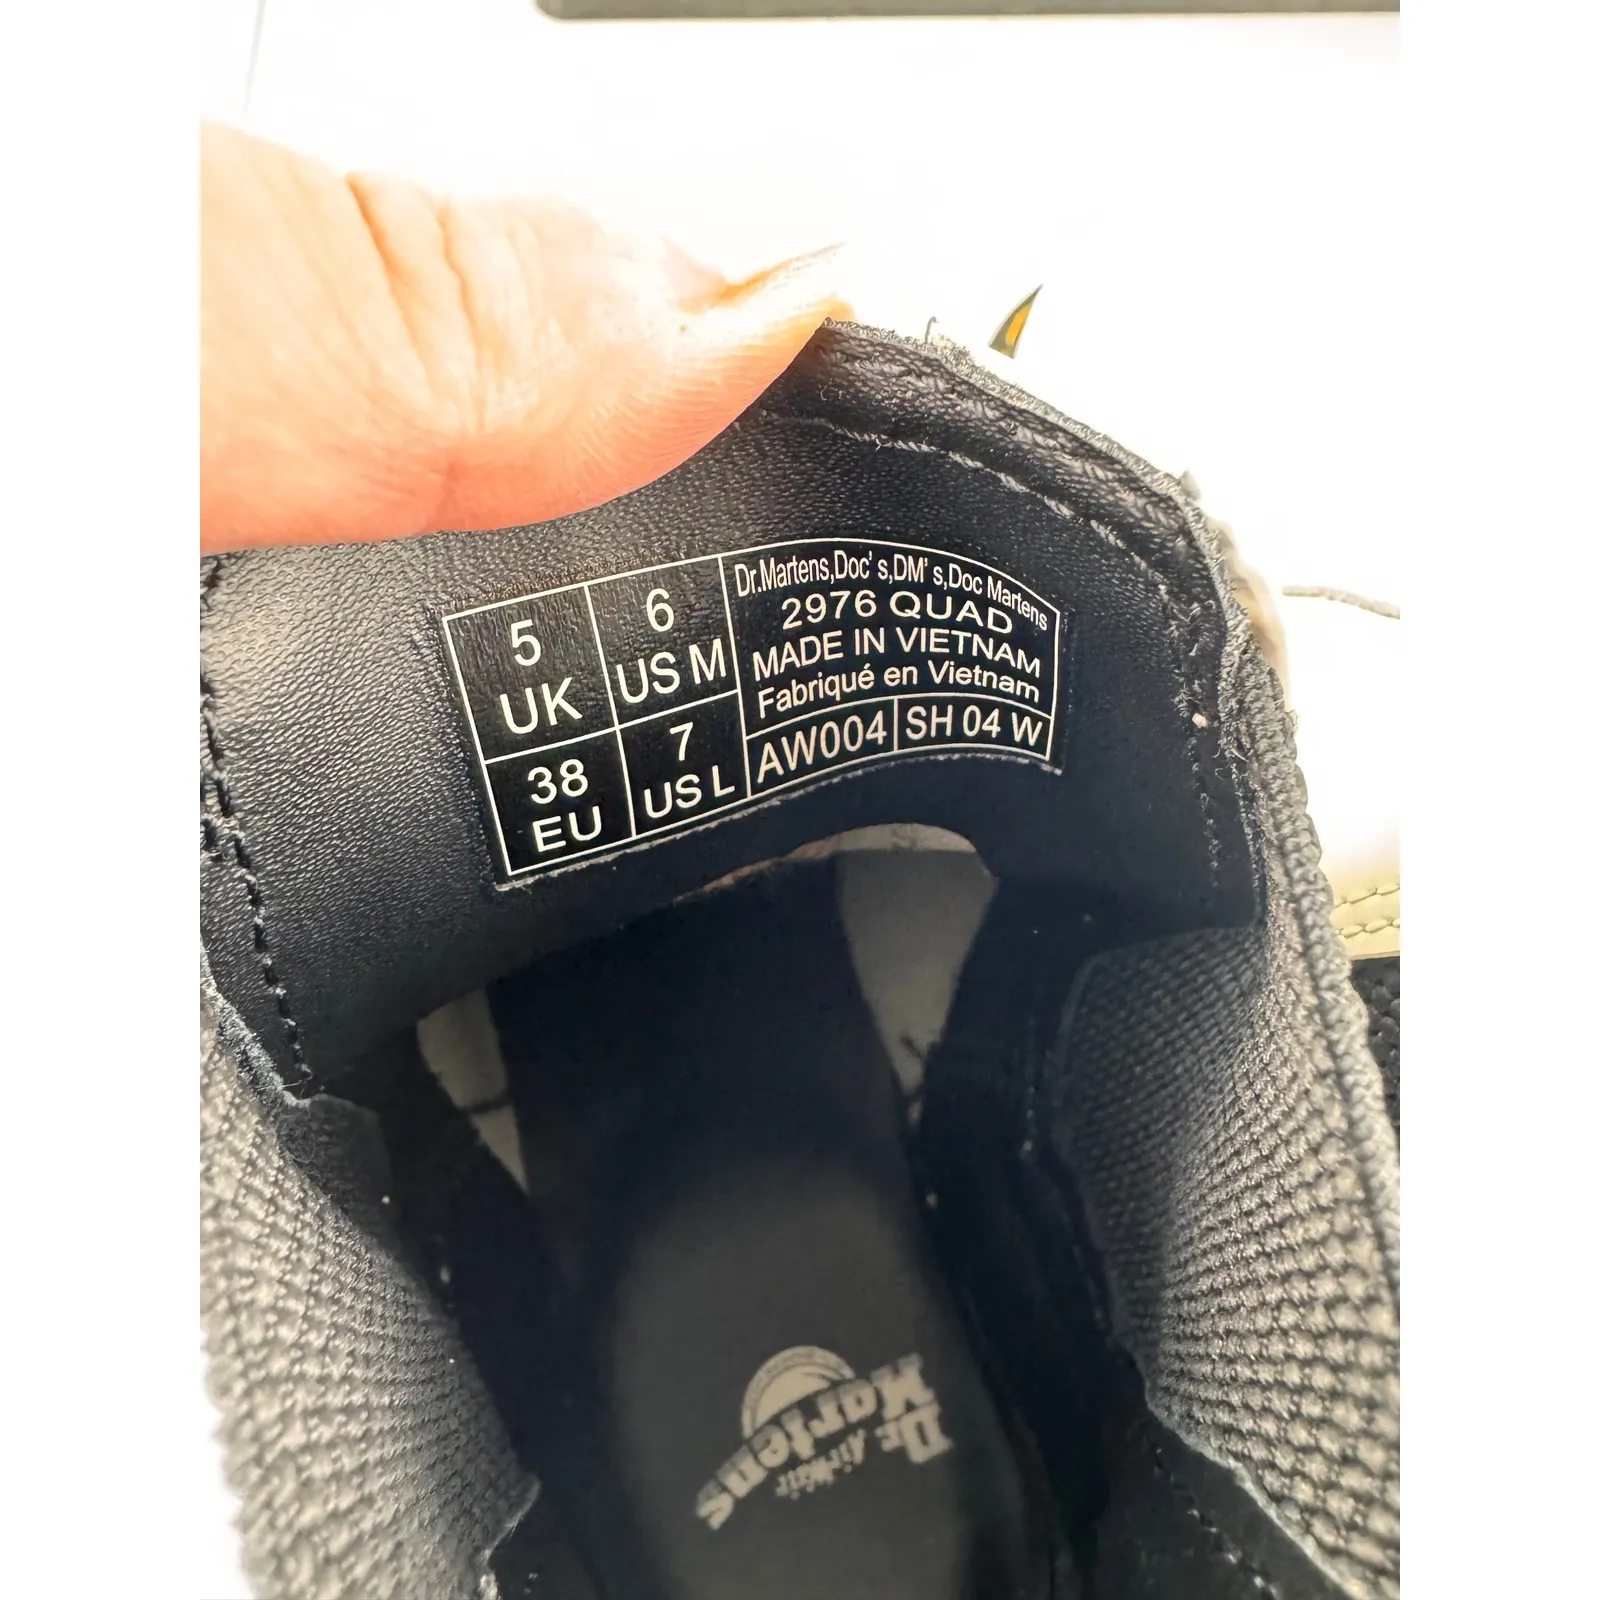 5
UK
6
US M
38
EU
7
US L
Dr.Martens,Doc's,DM's,Doc Martens
2976 QUAD
MADE IN VIETNAM
Fabriqué en Vietnam
AW004
SH 04 W
Dr.
Martens
AirWair